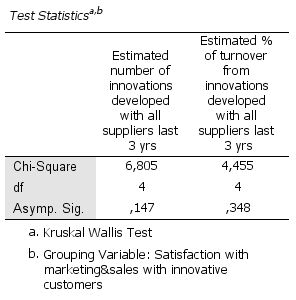 Test Statistics a,b
Estimated number of innovations developed with all suppliers last 3 yrs
Estimated % of turnover from innovations developed with all suppliers last 3 yrs
Chi-Square 6,805 4,455
df 4 4
Asymp. Sig. ,147 ,348
a. Kruskal Wallis Test
b. Grouping Variable: Satisfaction with
marketing&sales with innovative
customers